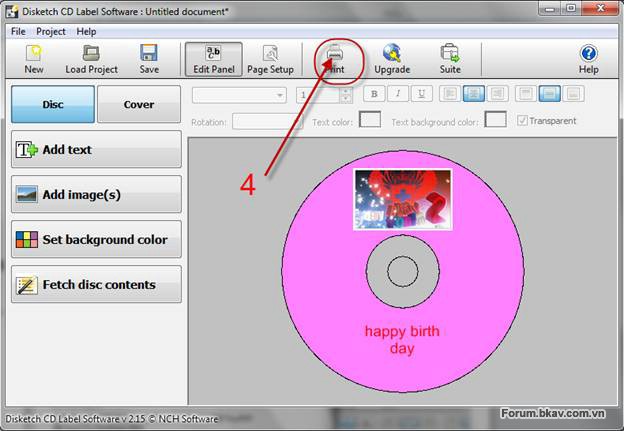 Disketch CD Label Software : Untitled document*
File Project Help
New Load Project Save Edit Panel Page Setup Print Upgrade Suite Help
Disc Cover
1 B I U
Rotation: Text color: Text background color: Transparent
Add text
Add image(s)
Set background color
Fetch disc contents
4
2
happy birth
day
Disketch CD Label Software v 2.15 © NCH Software
Forum.bkav.com.vn